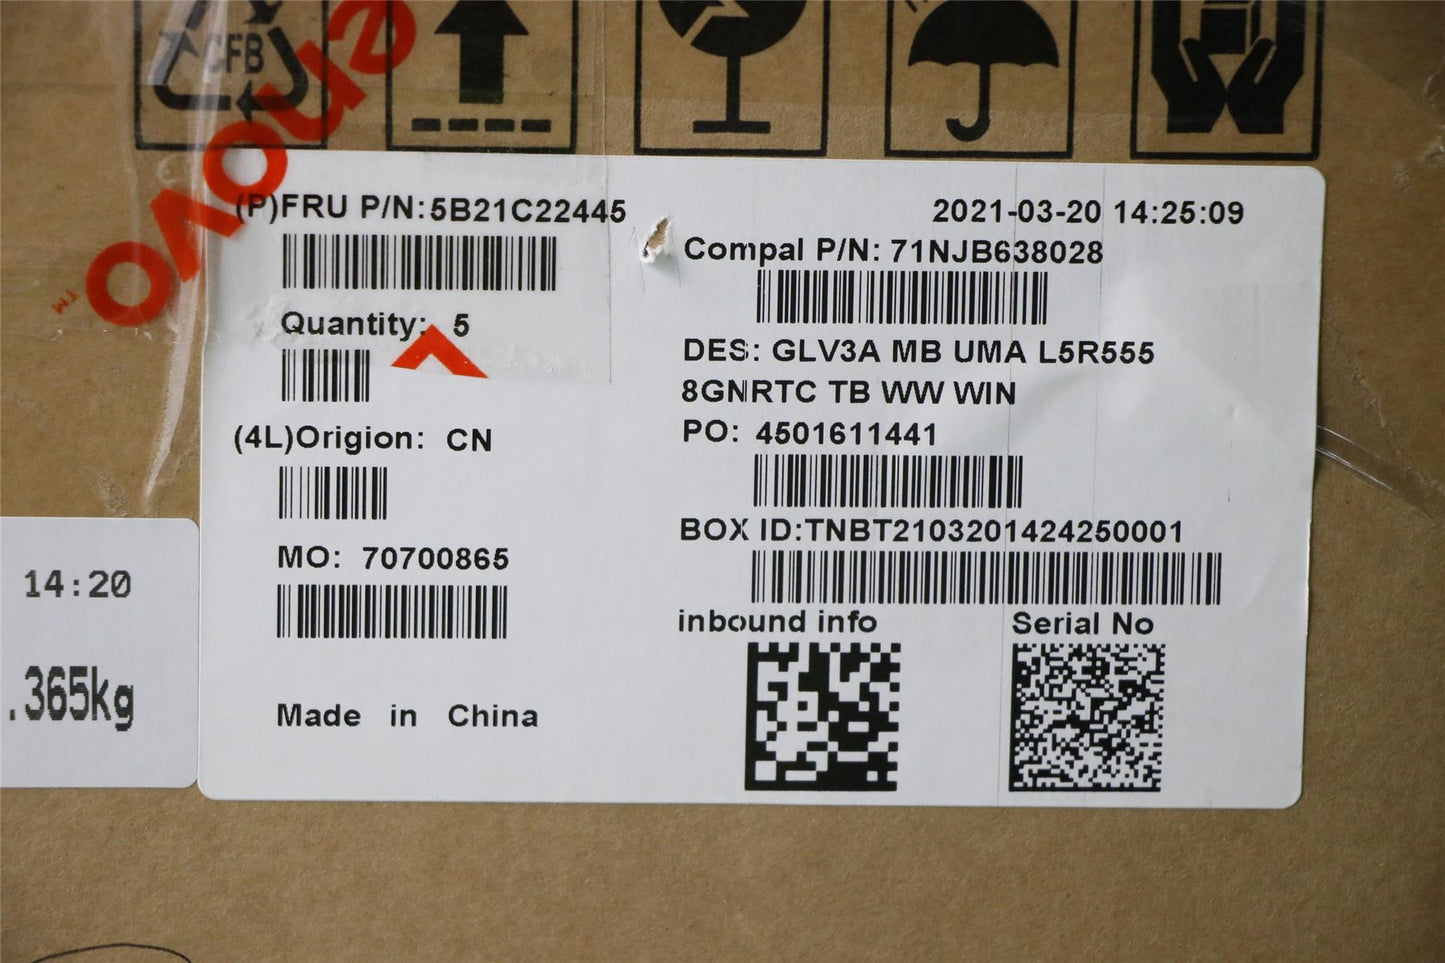 CFB
enovo
™
(P)FRU P/N:5B21C22445
2021-03-20 14:25:09
Compal P/N: 71NJB638028
Quantity: 5
DES: GLV3A MB UMA L5R555
8GNRTC TB WW WIN
(4L)Origion: CN
PO: 4501611441
BOX ID:TNBT2103201424250001
MO: 70700865
inbound info
Serial No
Made in China
14:20
.365kg